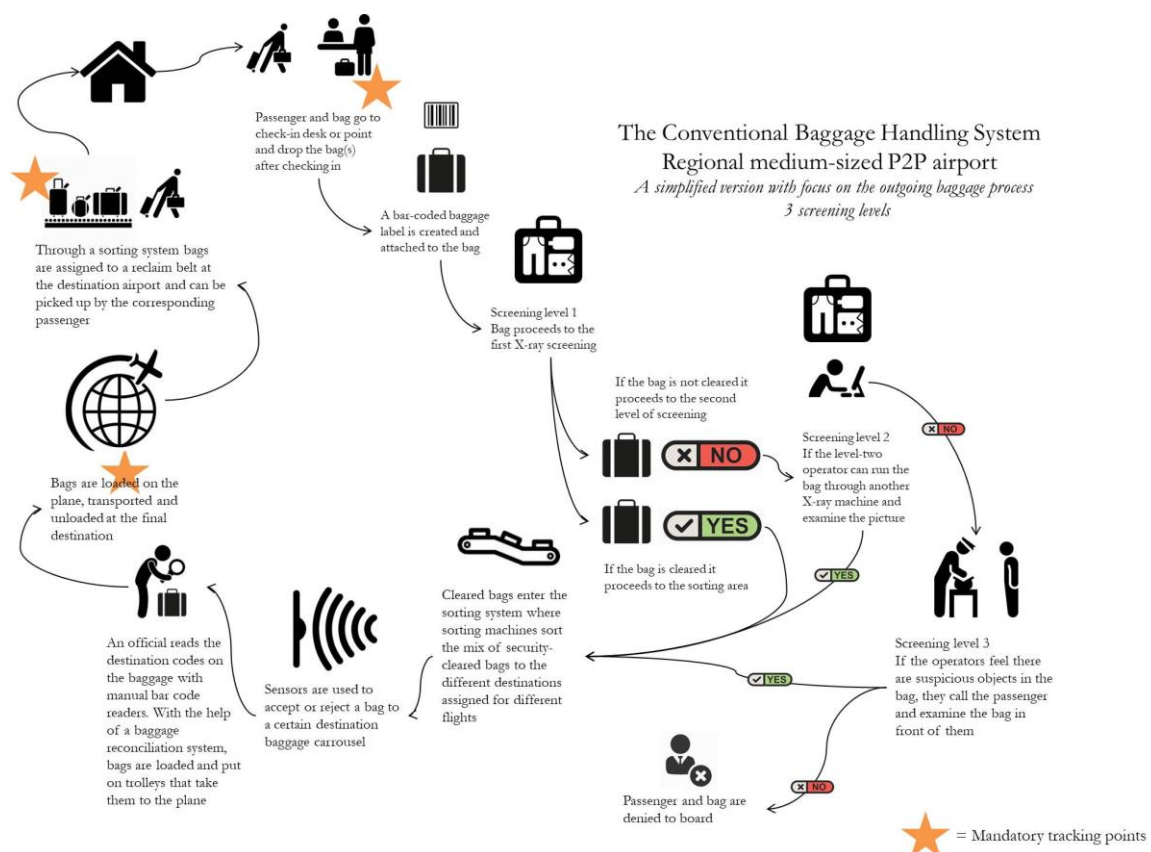 The Conventional Baggage Handling System
Regional medium-sized P2P airport
A simplified version with focus on the outgoing baggage process
3 screening levels
Passenger and bag go to
check-in desk or point
and drop the bag(s)
after checking in
A bar-coded baggage
label is created and
attached to the bag
Screening level 1
Bag proceeds to the
first X-ray screening
If the bag is not cleared it
proceeds to the second
level of screening
NO
YES
If the bag is cleared it
proceeds to the sorting area
Screening level 2
If the level-two
operator can run the
bag through another
X-ray machine and
examine the picture
NO
YES
Screening level 3
If the operators feel there
are suspicious objects in the
bag, they call the passenger
and examine the bag in
front of them
YES
NO
Passenger and bag are
denied to board
Cleared bags enter the
sorting system where
sorting machines sort
the mix of security-
cleared bags to the
different destinations
assigned for different
flights
Sensors are used to
accept or reject a bag to
a certain destination
baggage carrousel
An official reads the
destination codes on
the baggage with
manual bar code
readers. With the help
of a baggage
reconciliation system,
bags are loaded and put
on trolleys that take
them to the plane
Bags are loaded on the
plane, transported and
unloaded at the final
destination
Through a sorting system bags
are assigned to a reclaim belt at
the destination airport and can be
picked up by the corresponding
passenger
= Mandatory tracking points